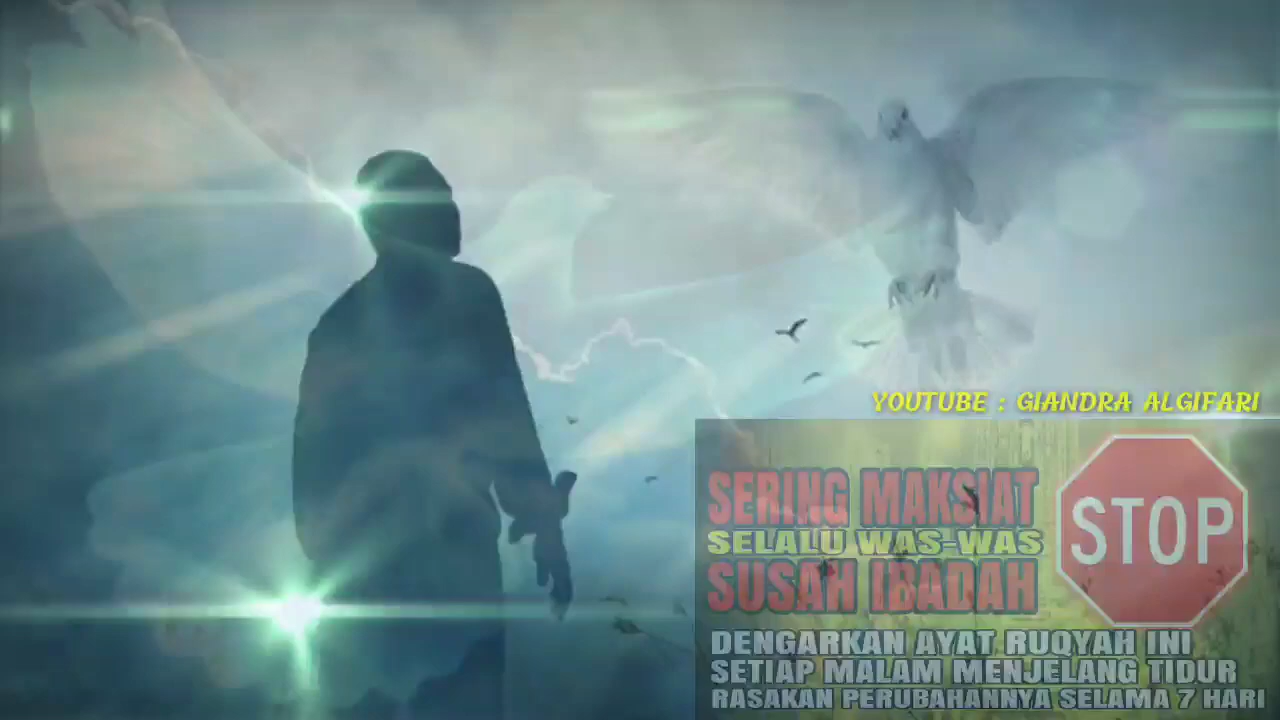 YOUTUBE : GIANDRA ALGIFARI
SERING MAKSIAT
SELALU WAS-WAS
SUSAH IBADAH
STOP
DENGARKAN AYAT RUQYAH INI
SETIAP MALAM MENJELANG TIDUR
RASAKAN PERUBAHANNYA SELAMA 7 HARI